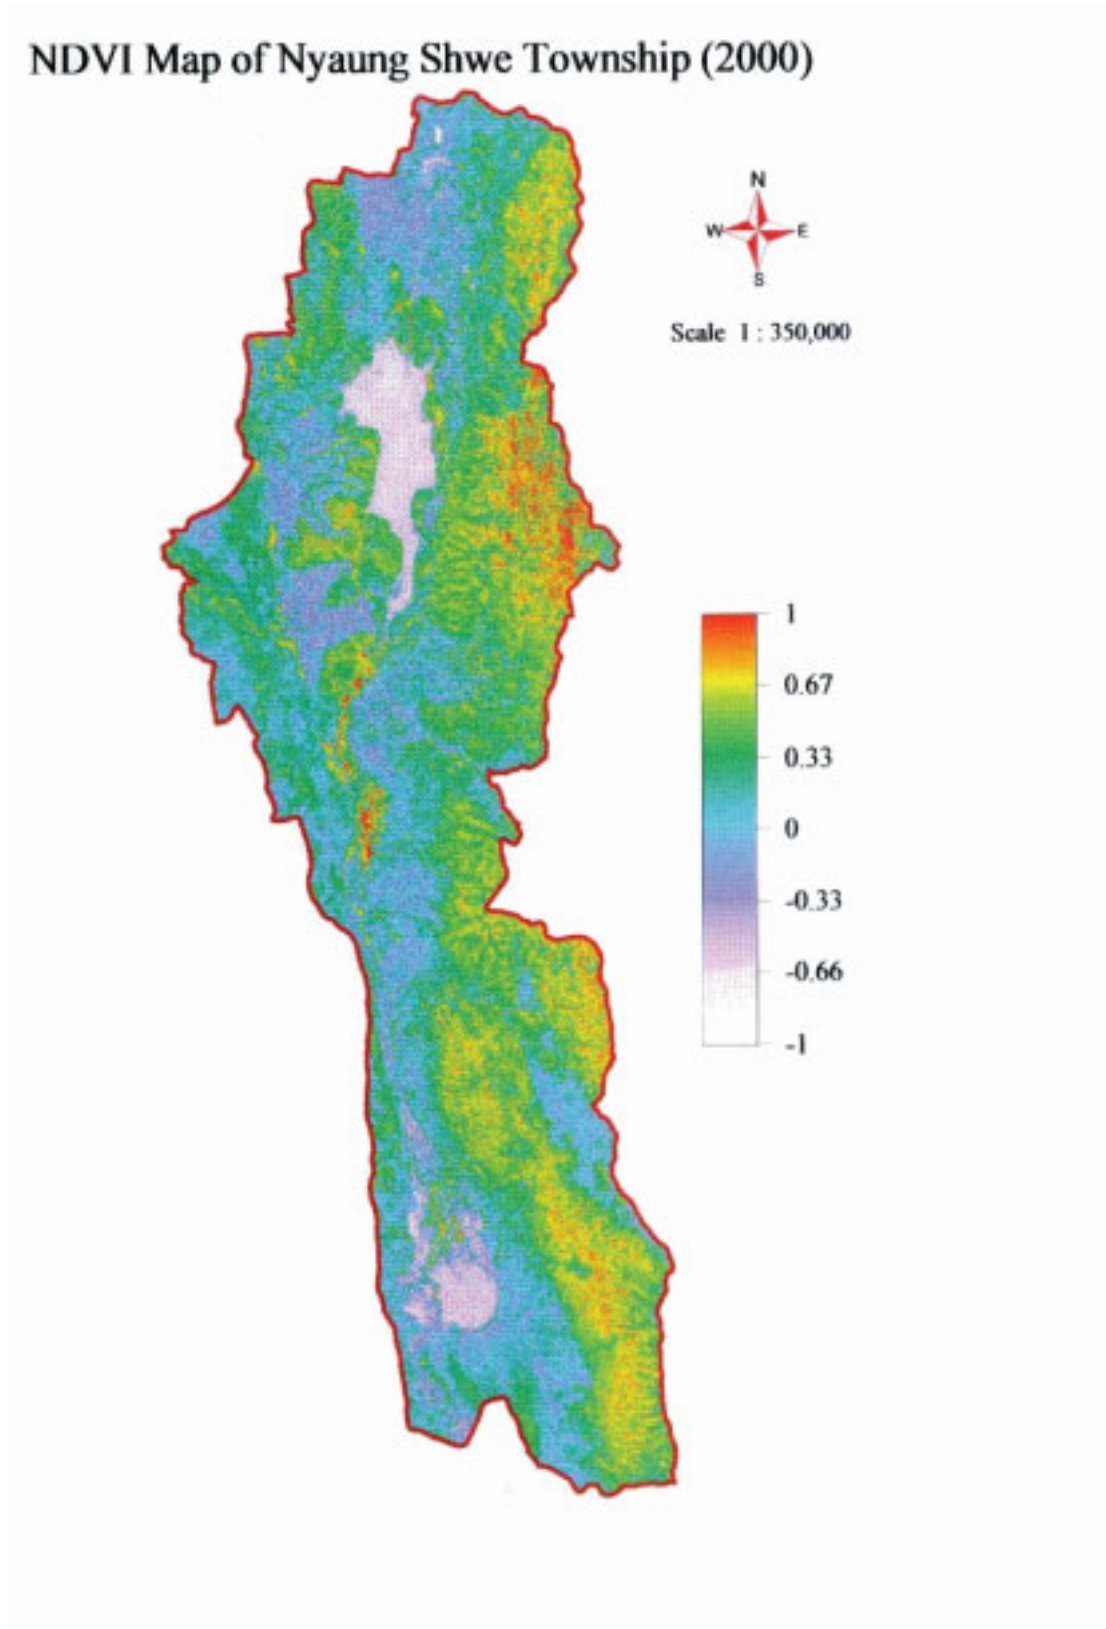 NDVI Map of Nyaung Shwe Township (2000)
N
W E
S
Scale 1 : 350,000
1
0.67
0.33
0
-0.33
-0.66
-1